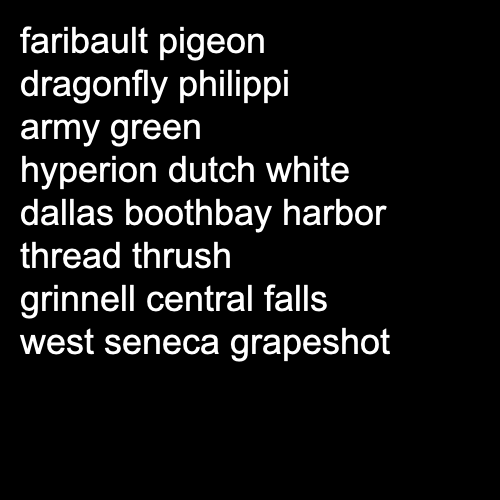 faribault pigeon
dragonfly philippi
army green
hyperion dutch white
dallas boothbay harbor
thread thrush
grinnell central falls
west seneca grapeshot